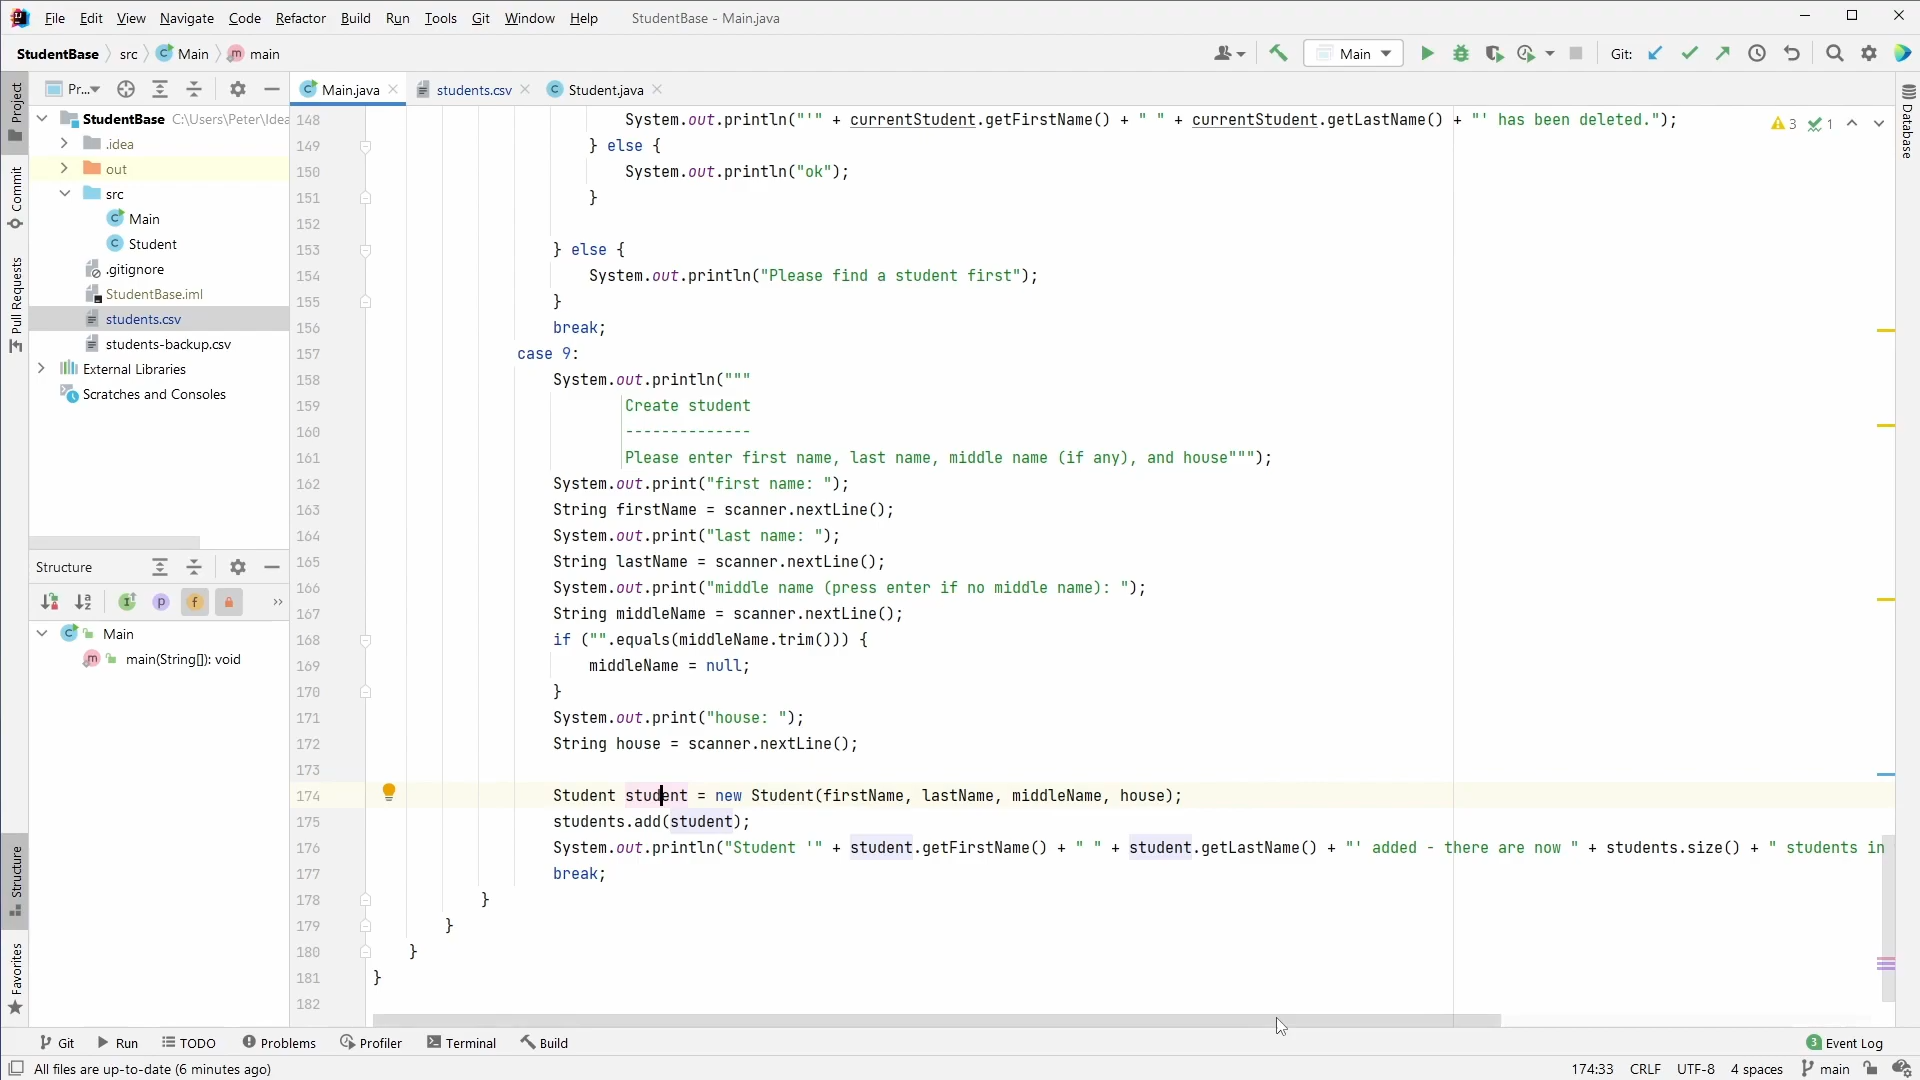 File Edit View Navigate Code Refactor Build Run Tools Git Window Help StudentBase - Main.java
StudentBase src Main main
Main Git:
Pr...
Main.java students.csv Student.java
Project
Commit
Pull Requests
Structure
Favorites
Database
StudentBase C:\Users\Peter\Idea
.idea
out
src
Main
Student
.gitignore
StudentBase.iml
students.csv
students-backup.csv
External Libraries
Scratches and Consoles
Structure
Main
main(String[]): void
3 1
148 System.out.println("'" + currentStudent.getFirstName() + " " + currentStudent.getLastName() + "' has been deleted.");
149 } else {
150 System.out.println("ok");
151 }
152
153 } else {
154 System.out.println("Please find a student first");
155 }
156 break;
157 case 9:
158 System.out.println("""
159 Create student
160 --------------
161 Please enter first name, last name, middle name (if any), and house""");
162 System.out.print("first name: ");
163 String firstName = scanner.nextLine();
164 System.out.print("last name: ");
165 String lastName = scanner.nextLine();
166 System.out.print("middle name (press enter if no middle name): ");
167 String middleName = scanner.nextLine();
168 if ("".equals(middleName.trim())) {
169 middleName = null;
170 }
171 System.out.print("house: ");
172 String house = scanner.nextLine();
173
174 Student student = new Student(firstName, lastName, middleName, house);
175 students.add(student);
176 System.out.println("Student '" + student.getFirstName() + " " + student.getLastName() + "' added - there are now " + students.size() + " students in
177 break;
178 }
179 }
180 }
181 }
182
Git Run TODO Problems Profiler Terminal Build 3 Event Log
All files are up-to-date (6 minutes ago) 174:33 CRLF UTF-8 4 spaces main